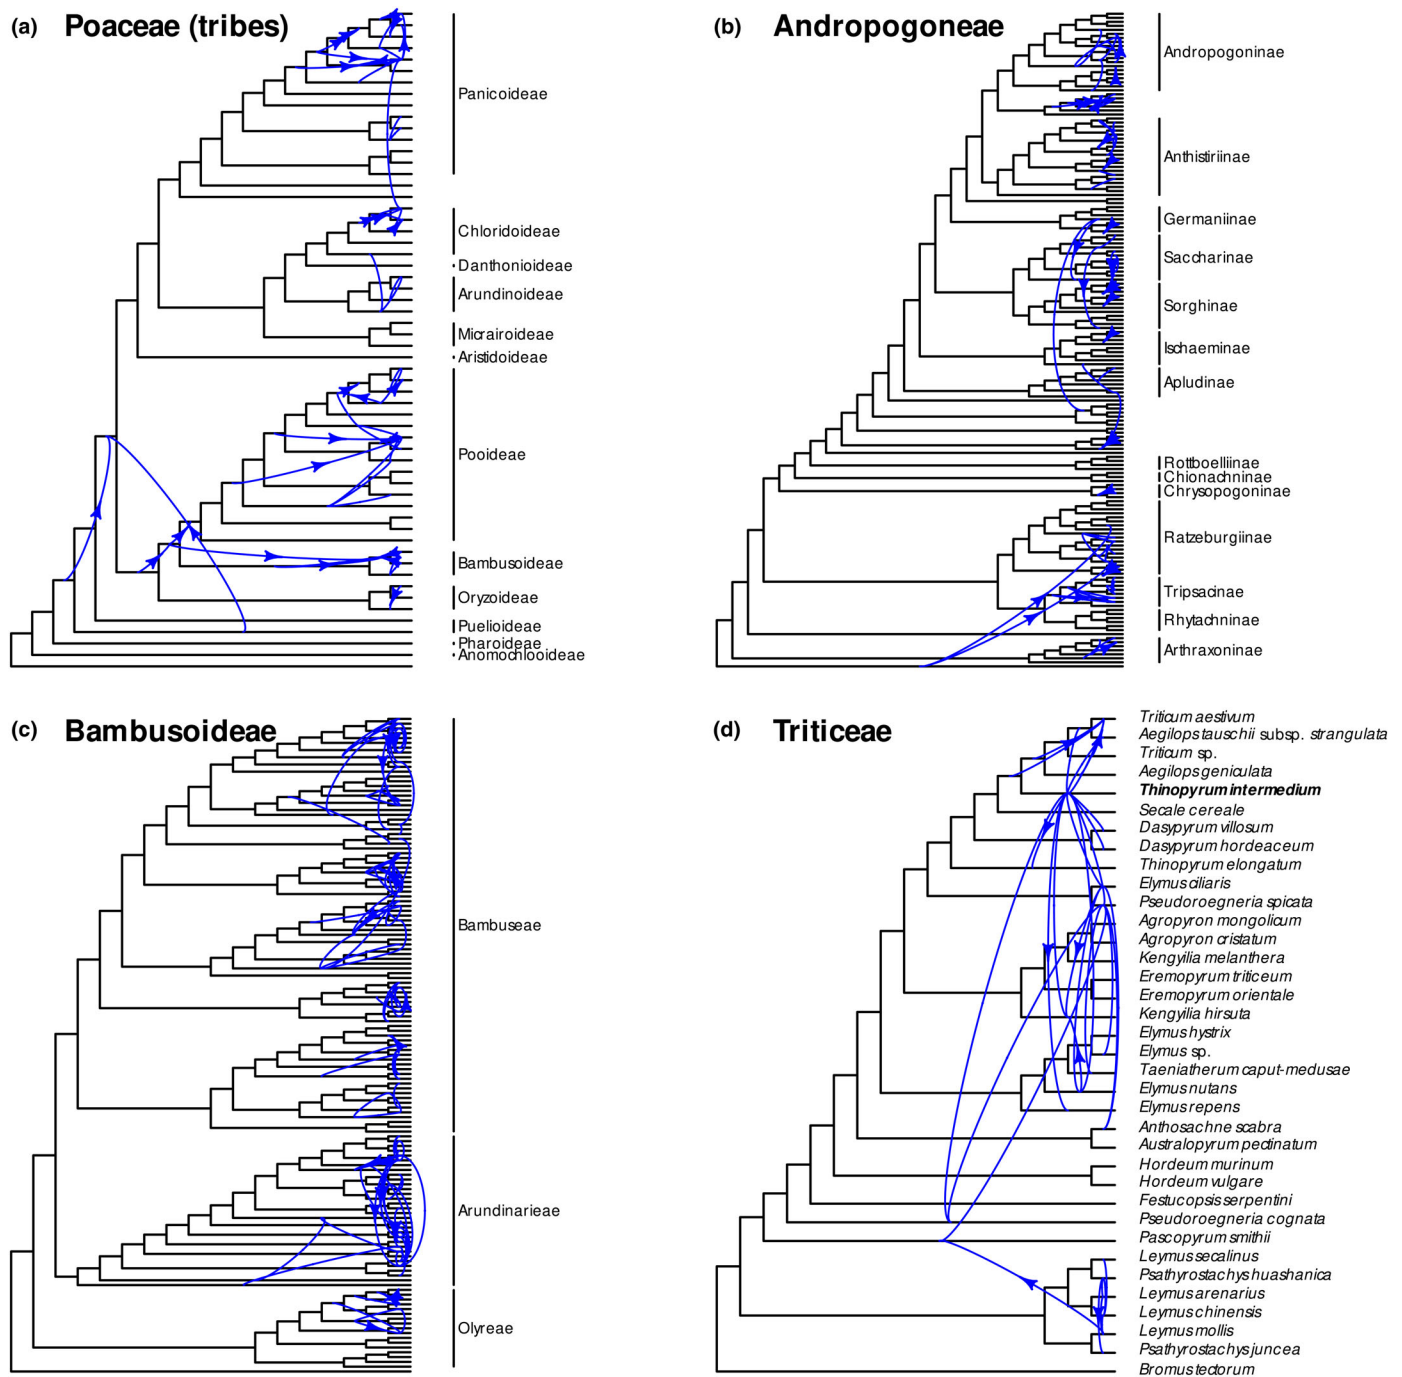 (a) Poaceae (tribes)
Panicoideae
Chloridoideae
Danthonioideae
Arundinoideae
Micrairoideae
Aristidoideae
Pooideae
Bambusoideae
Oryzoideae
Puelioideae
Pharoideae
Anomochlooideae
(b) Andropogoneae
Andropogoninae
Anthistiriinae
Germaniinae
Saccharinae
Sorghinae
Ischaeminae
Apludinae
Rottboelliinae
Chionachninae
Chrysopogoninae
Ratzeburgiinae
Tripsacinae
Rhytachninae
Arthraxoninae
(c) Bambusoideae
Bambuseae
Arundinarieae
Olyreae
(d) Triticeae
Triticum aestivum
Aegilops tauschii subsp. strangulata
Triticum sp.
Aegilops geniculata
Thinopyrum intermedium
Secale cereale
Dasypyrum villosum
Dasypyrum hordeaceum
Thinopyrum elongatum
Elymus ciliaris
Pseudoroegneria spicata
Agropyron mongolicum
Agropyron cristatum
Kengyilia melanthera
Eremopyrum triticeum
Eremopyrum orientale
Kengyilia hirsuta
Elymus hystrix
Elymus sp.
Taeniatherum caput-medusae
Elymus nutans
Elymus repens
Anthosachne scabra
Australopyrum pectinatum
Hordeum murinum
Hordeum vulgare
Festucopsis serpentini
Pseudoroegneria cognata
Pascopyrum smithii
Leymus secalinus
Psathyrostachys huashanica
Leymus arenarius
Leymus chinensis
Leymus mollis
Psathyrostachys juncea
Bromus tectorum